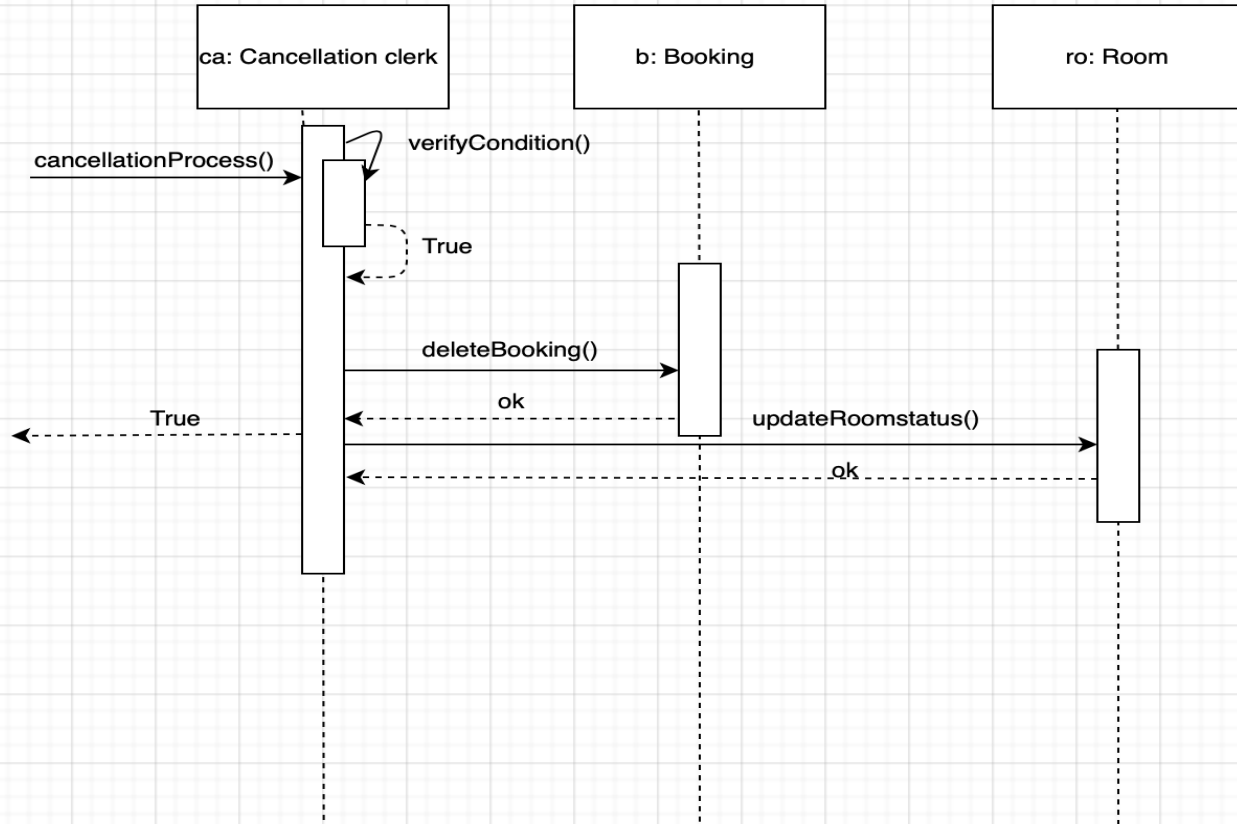 ca: Cancellation clerk
b: Booking
ro: Room
verifyCondition()
cancellationProcess()
True
deleteBooking()
ok
True
updateRoomstatus()
ok